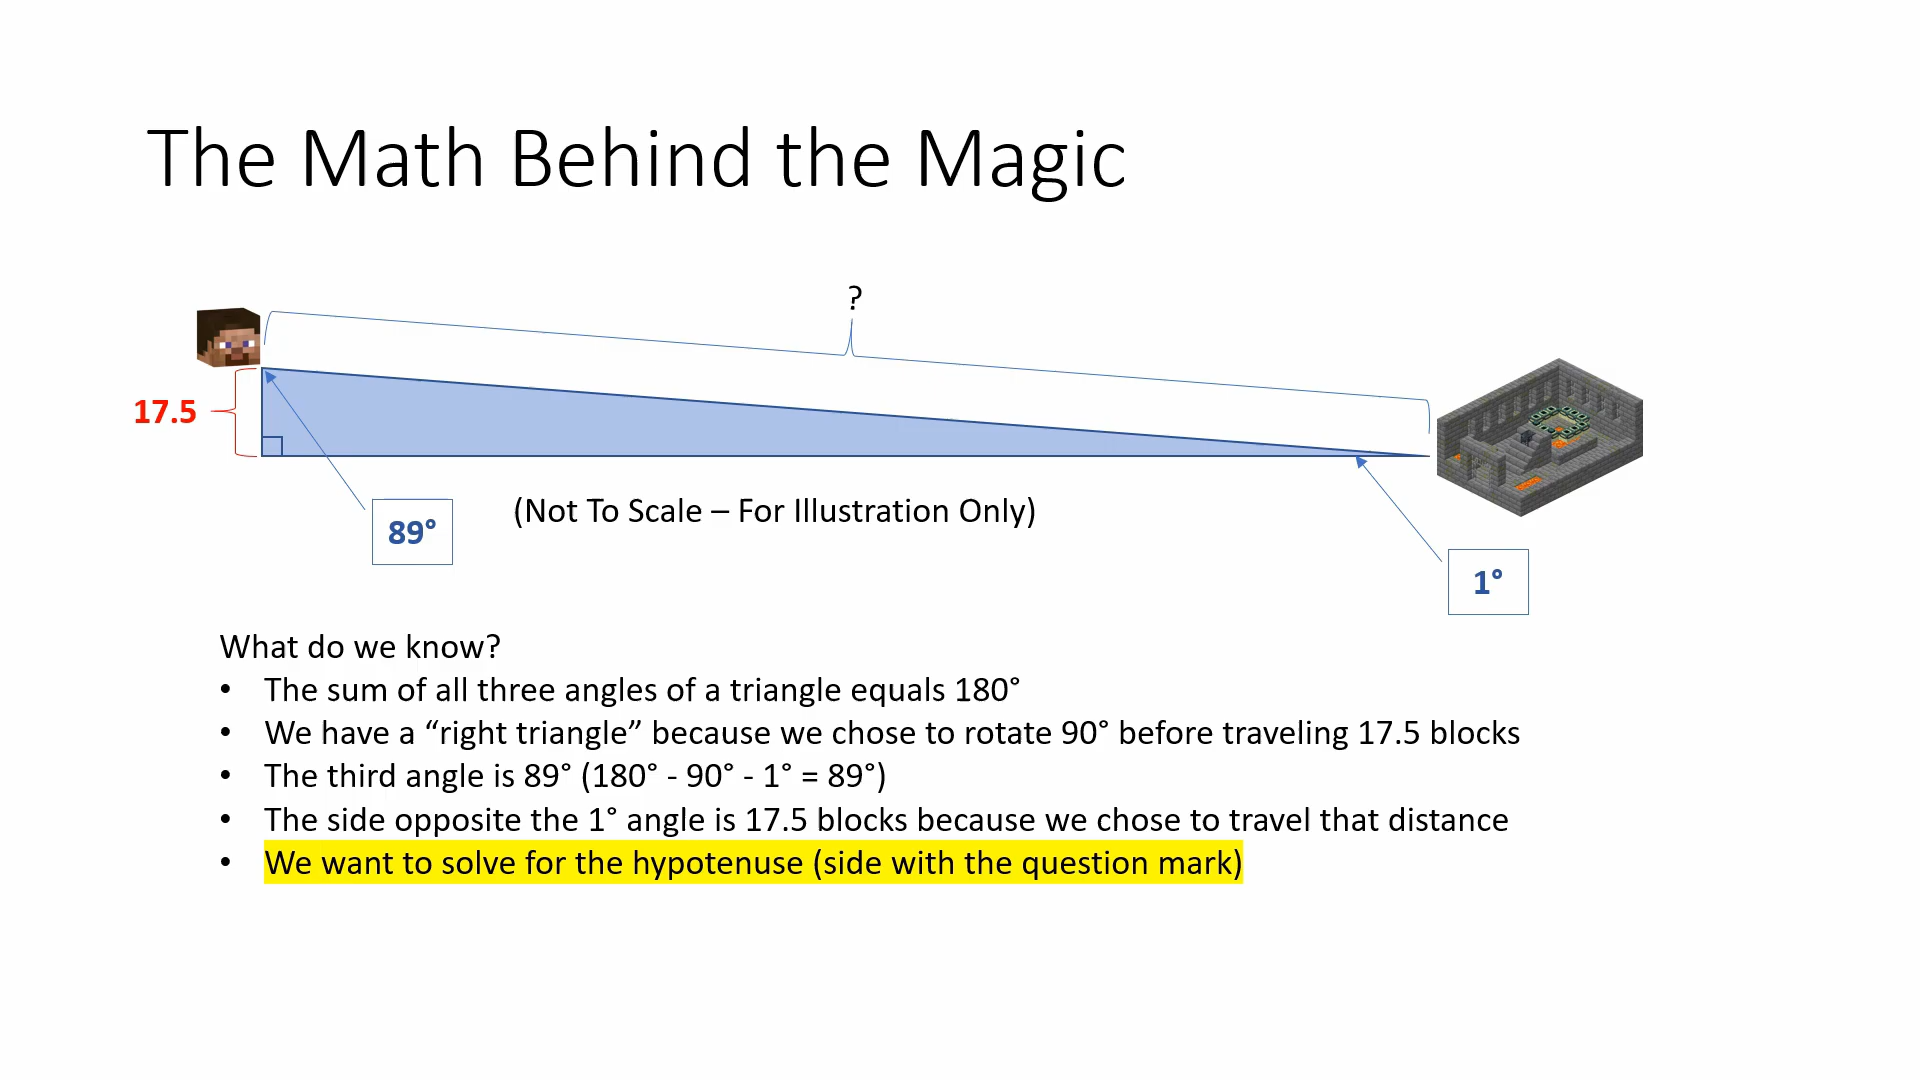 The Math Behind the Magic
?
17.5
(Not To Scale – For Illustration Only)
89°
1°
What do we know?
• The sum of all three angles of a triangle equals 180°
• We have a “right triangle” because we chose to rotate 90° before traveling 17.5 blocks
• The third angle is 89° (180° - 90° - 1° = 89°)
• The side opposite the 1° angle is 17.5 blocks because we chose to travel that distance
• We want to solve for the hypotenuse (side with the question mark)